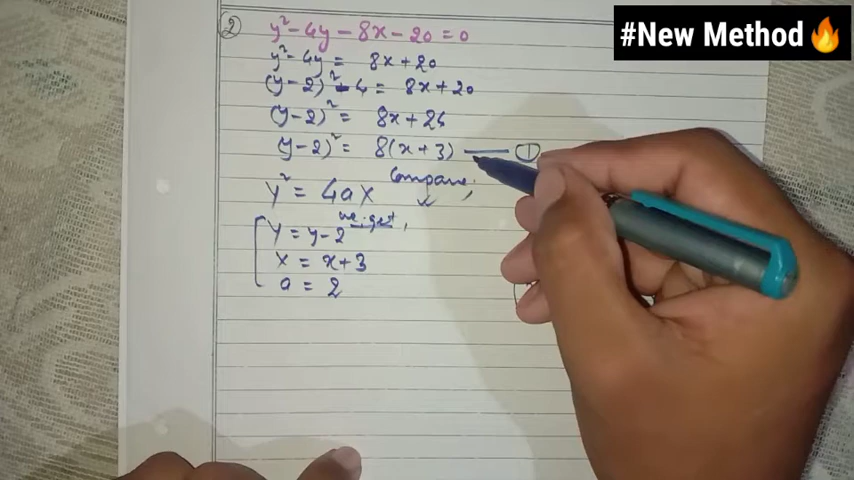 #New Method🔥
② y² - 4y - 8x - 20 = 0
y² - 4y = 8x + 20
(y-2)² - 4 = 8x + 20
(y-2)² = 8x + 24
(y-2)² = 8(x+3) —— ①
Compare,
Y² = 4aX
we get,
Y = y-2
X = x+3
a = 2